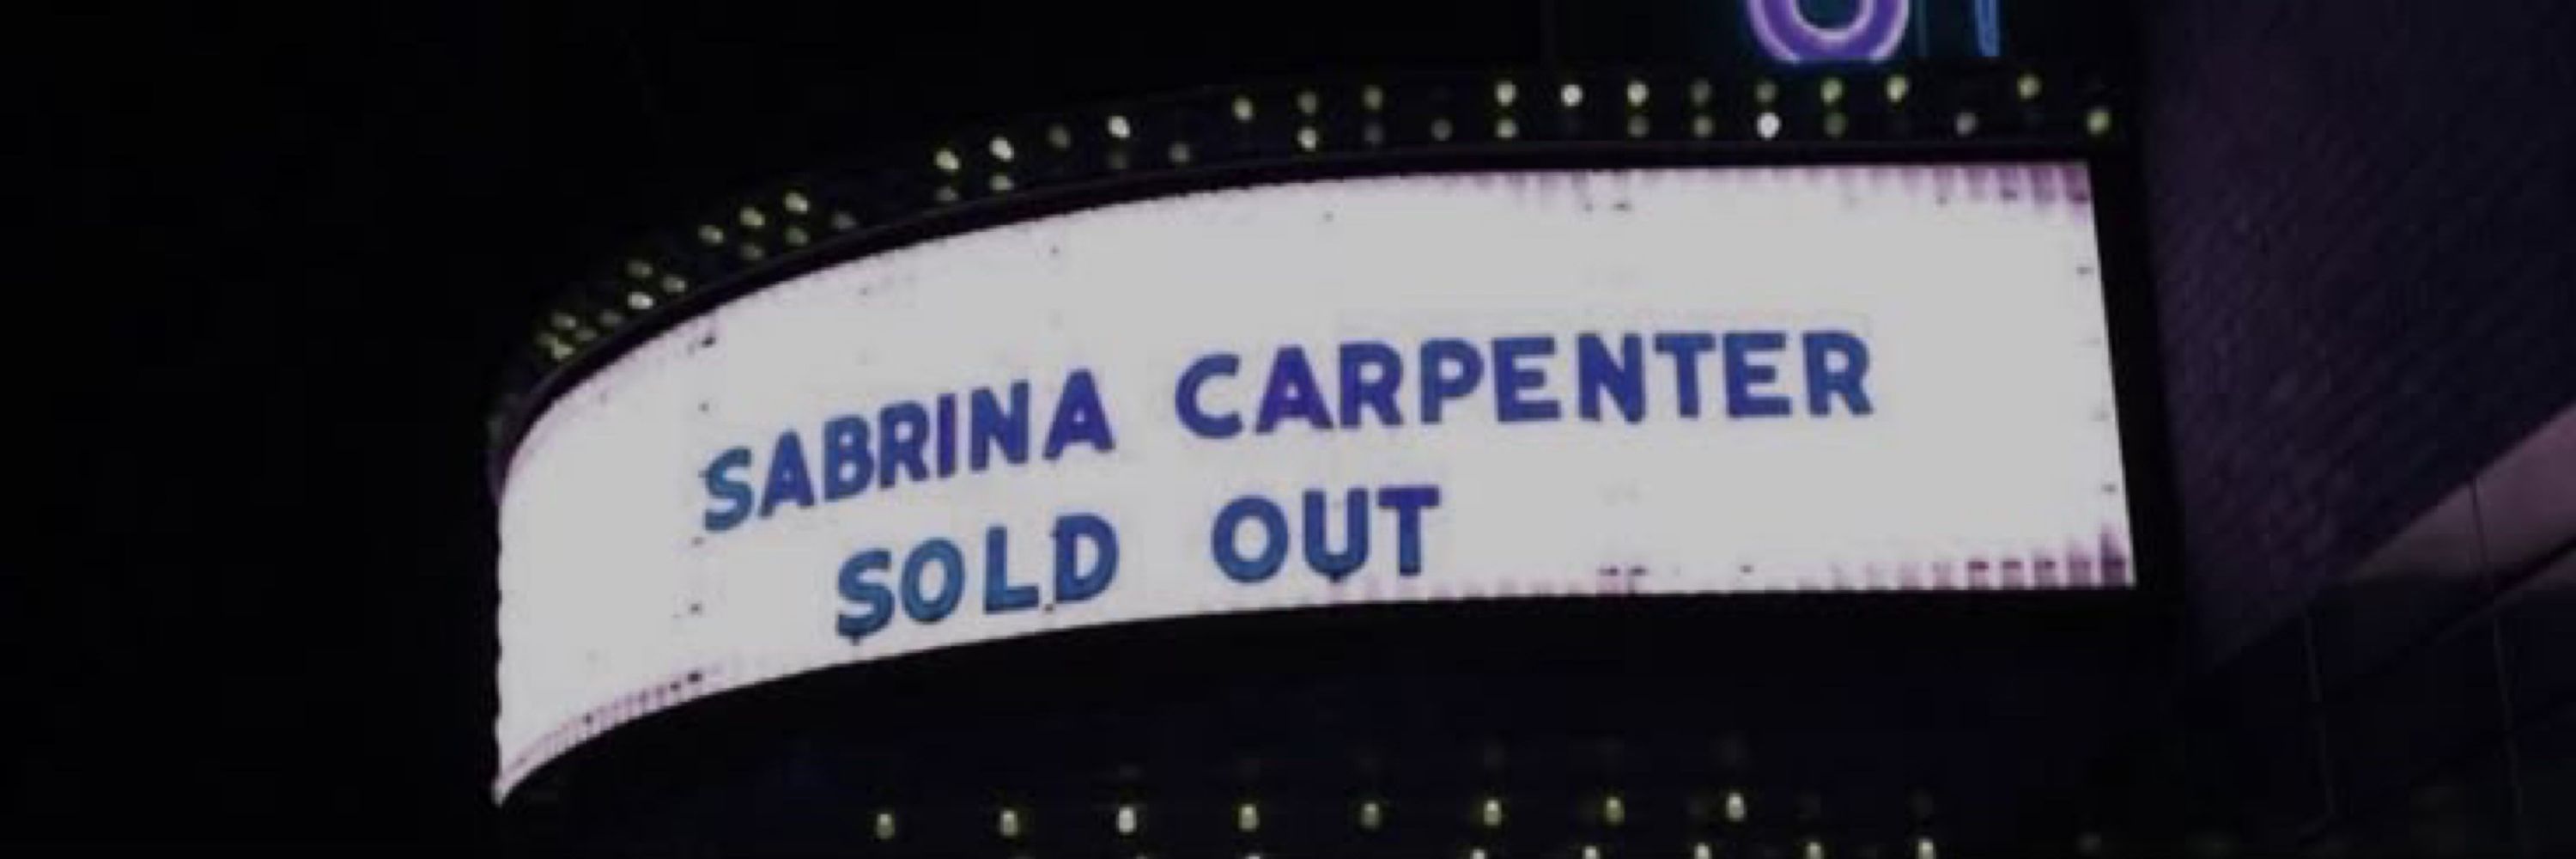 SABRINA CARPENTER
SOLD OUT